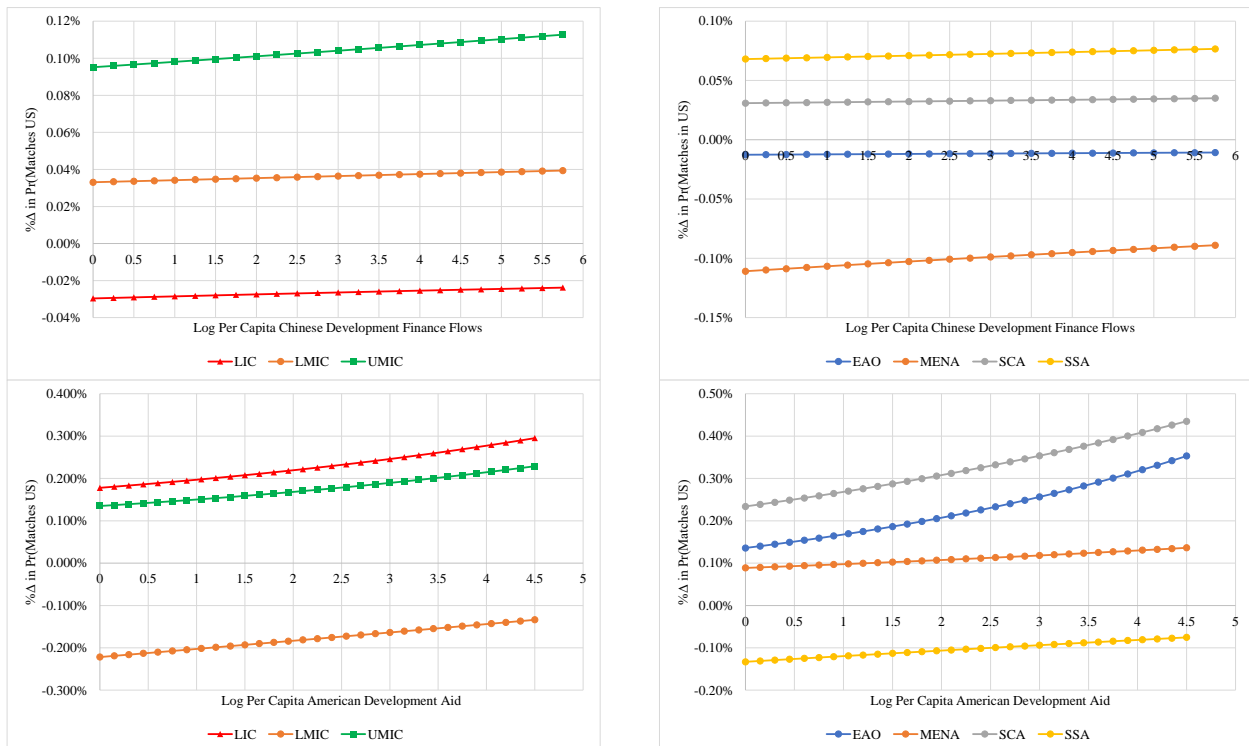 0.12%
0.10%
0.08%
0.06%
0.04%
0.02%
0.00%
-0.02%
-0.04%
%Δ in Pr(Matches US)
0 0.5 1 1.5 2 2.5 3 3.5 4 4.5 5 5.5 6
Log Per Capita Chinese Development Finance Flows
LIC LMIC UMIC
0.10%
0.05%
0.00%
-0.05%
-0.10%
-0.15%
%Δ in Pr(Matches in US)
0 0.5 1 1.5 2 2.5 3 3.5 4 4.5 5 5.5 6
Log Per Capita Chinese Development Finance Flows
EAO MENA SCA SSA
0.400%
0.300%
0.200%
0.100%
0.000%
-0.100%
-0.200%
-0.300%
%Δ in Pr(Matches US)
0 0.5 1 1.5 2 2.5 3 3.5 4 4.5 5
Log Per Capita American Development Aid
LIC LMIC UMIC
0.50%
0.40%
0.30%
0.20%
0.10%
0.00%
-0.10%
-0.20%
%Δ in Pr(Matches US)
0 0.5 1 1.5 2 2.5 3 3.5 4 4.5 5
Log Per Capita American Development Aid
EAO MENA SCA SSA